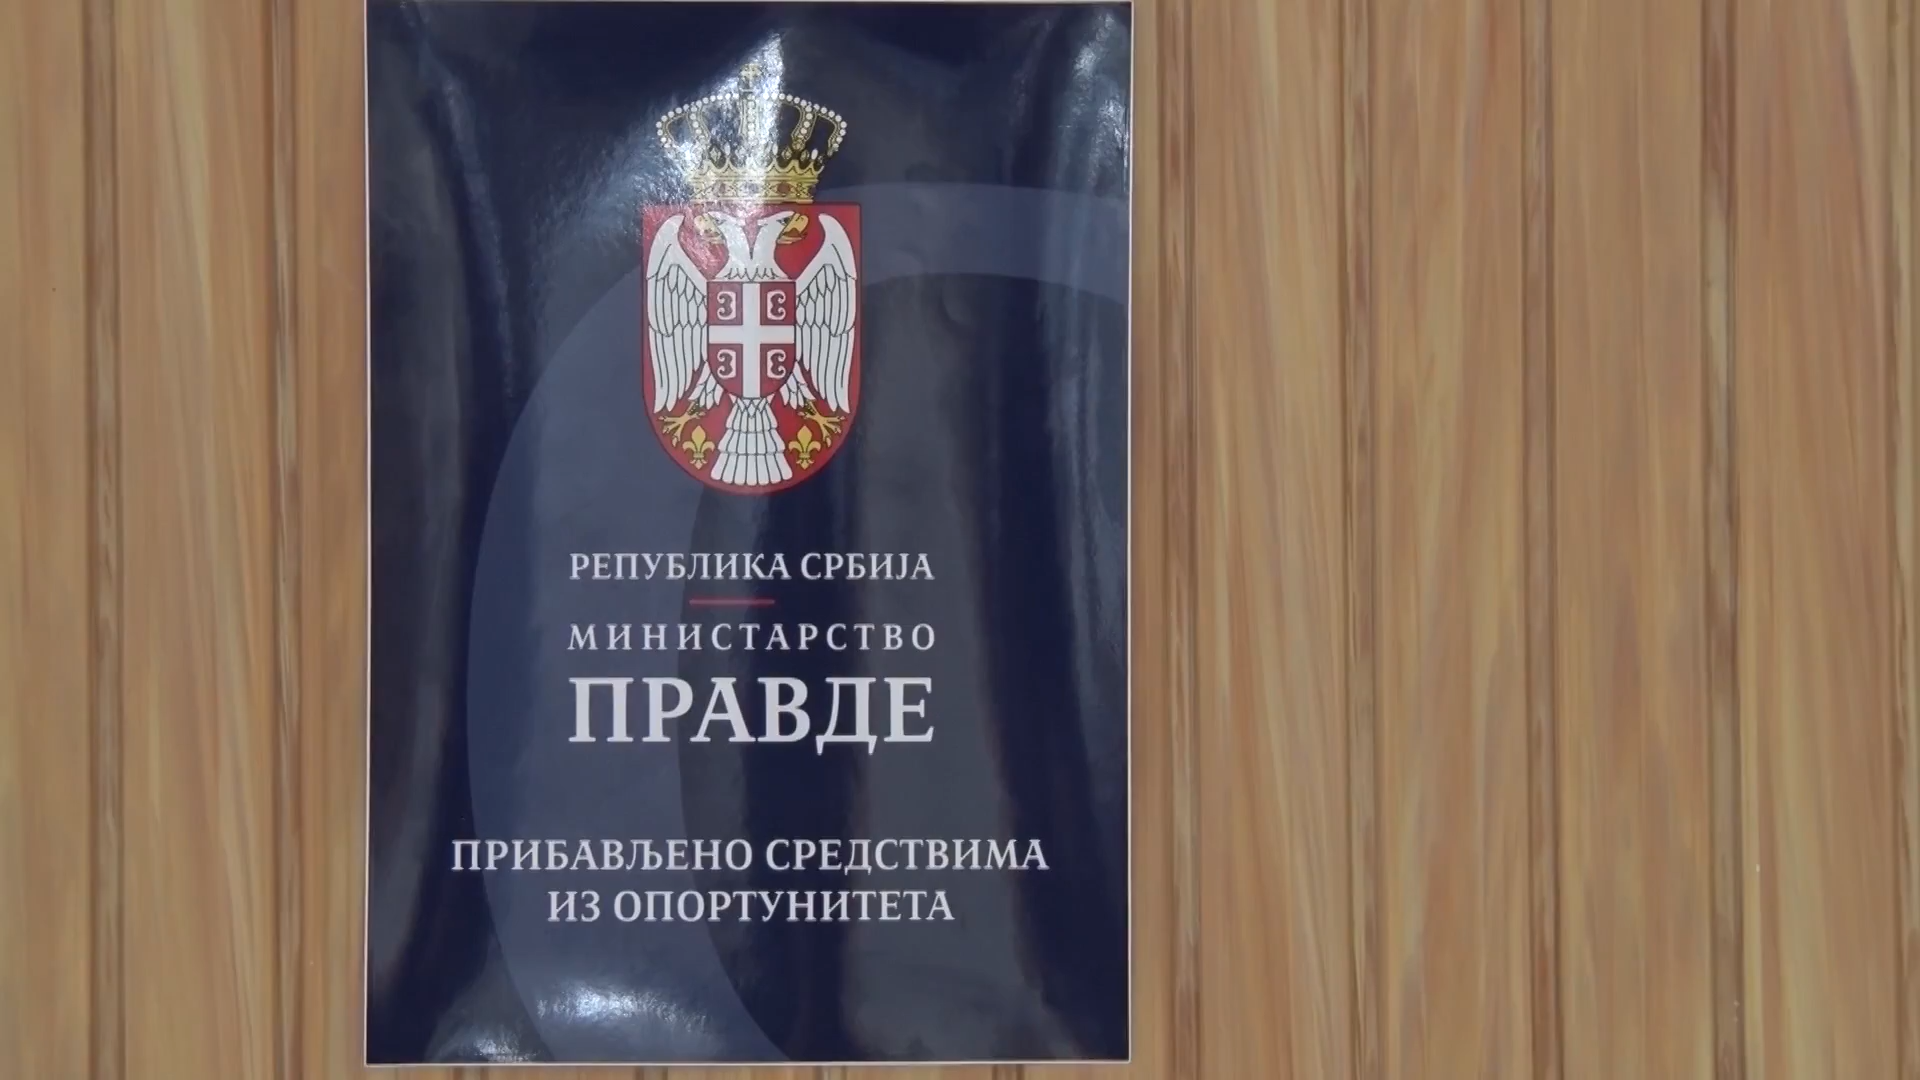 РЕПУБЛИКА СРБИЈА
МИНИСТАРСТВО
ПРАВДЕ
ПРИБАВЉЕНО СРЕДСТВИМА
ИЗ ОПОРТУНИТЕТА